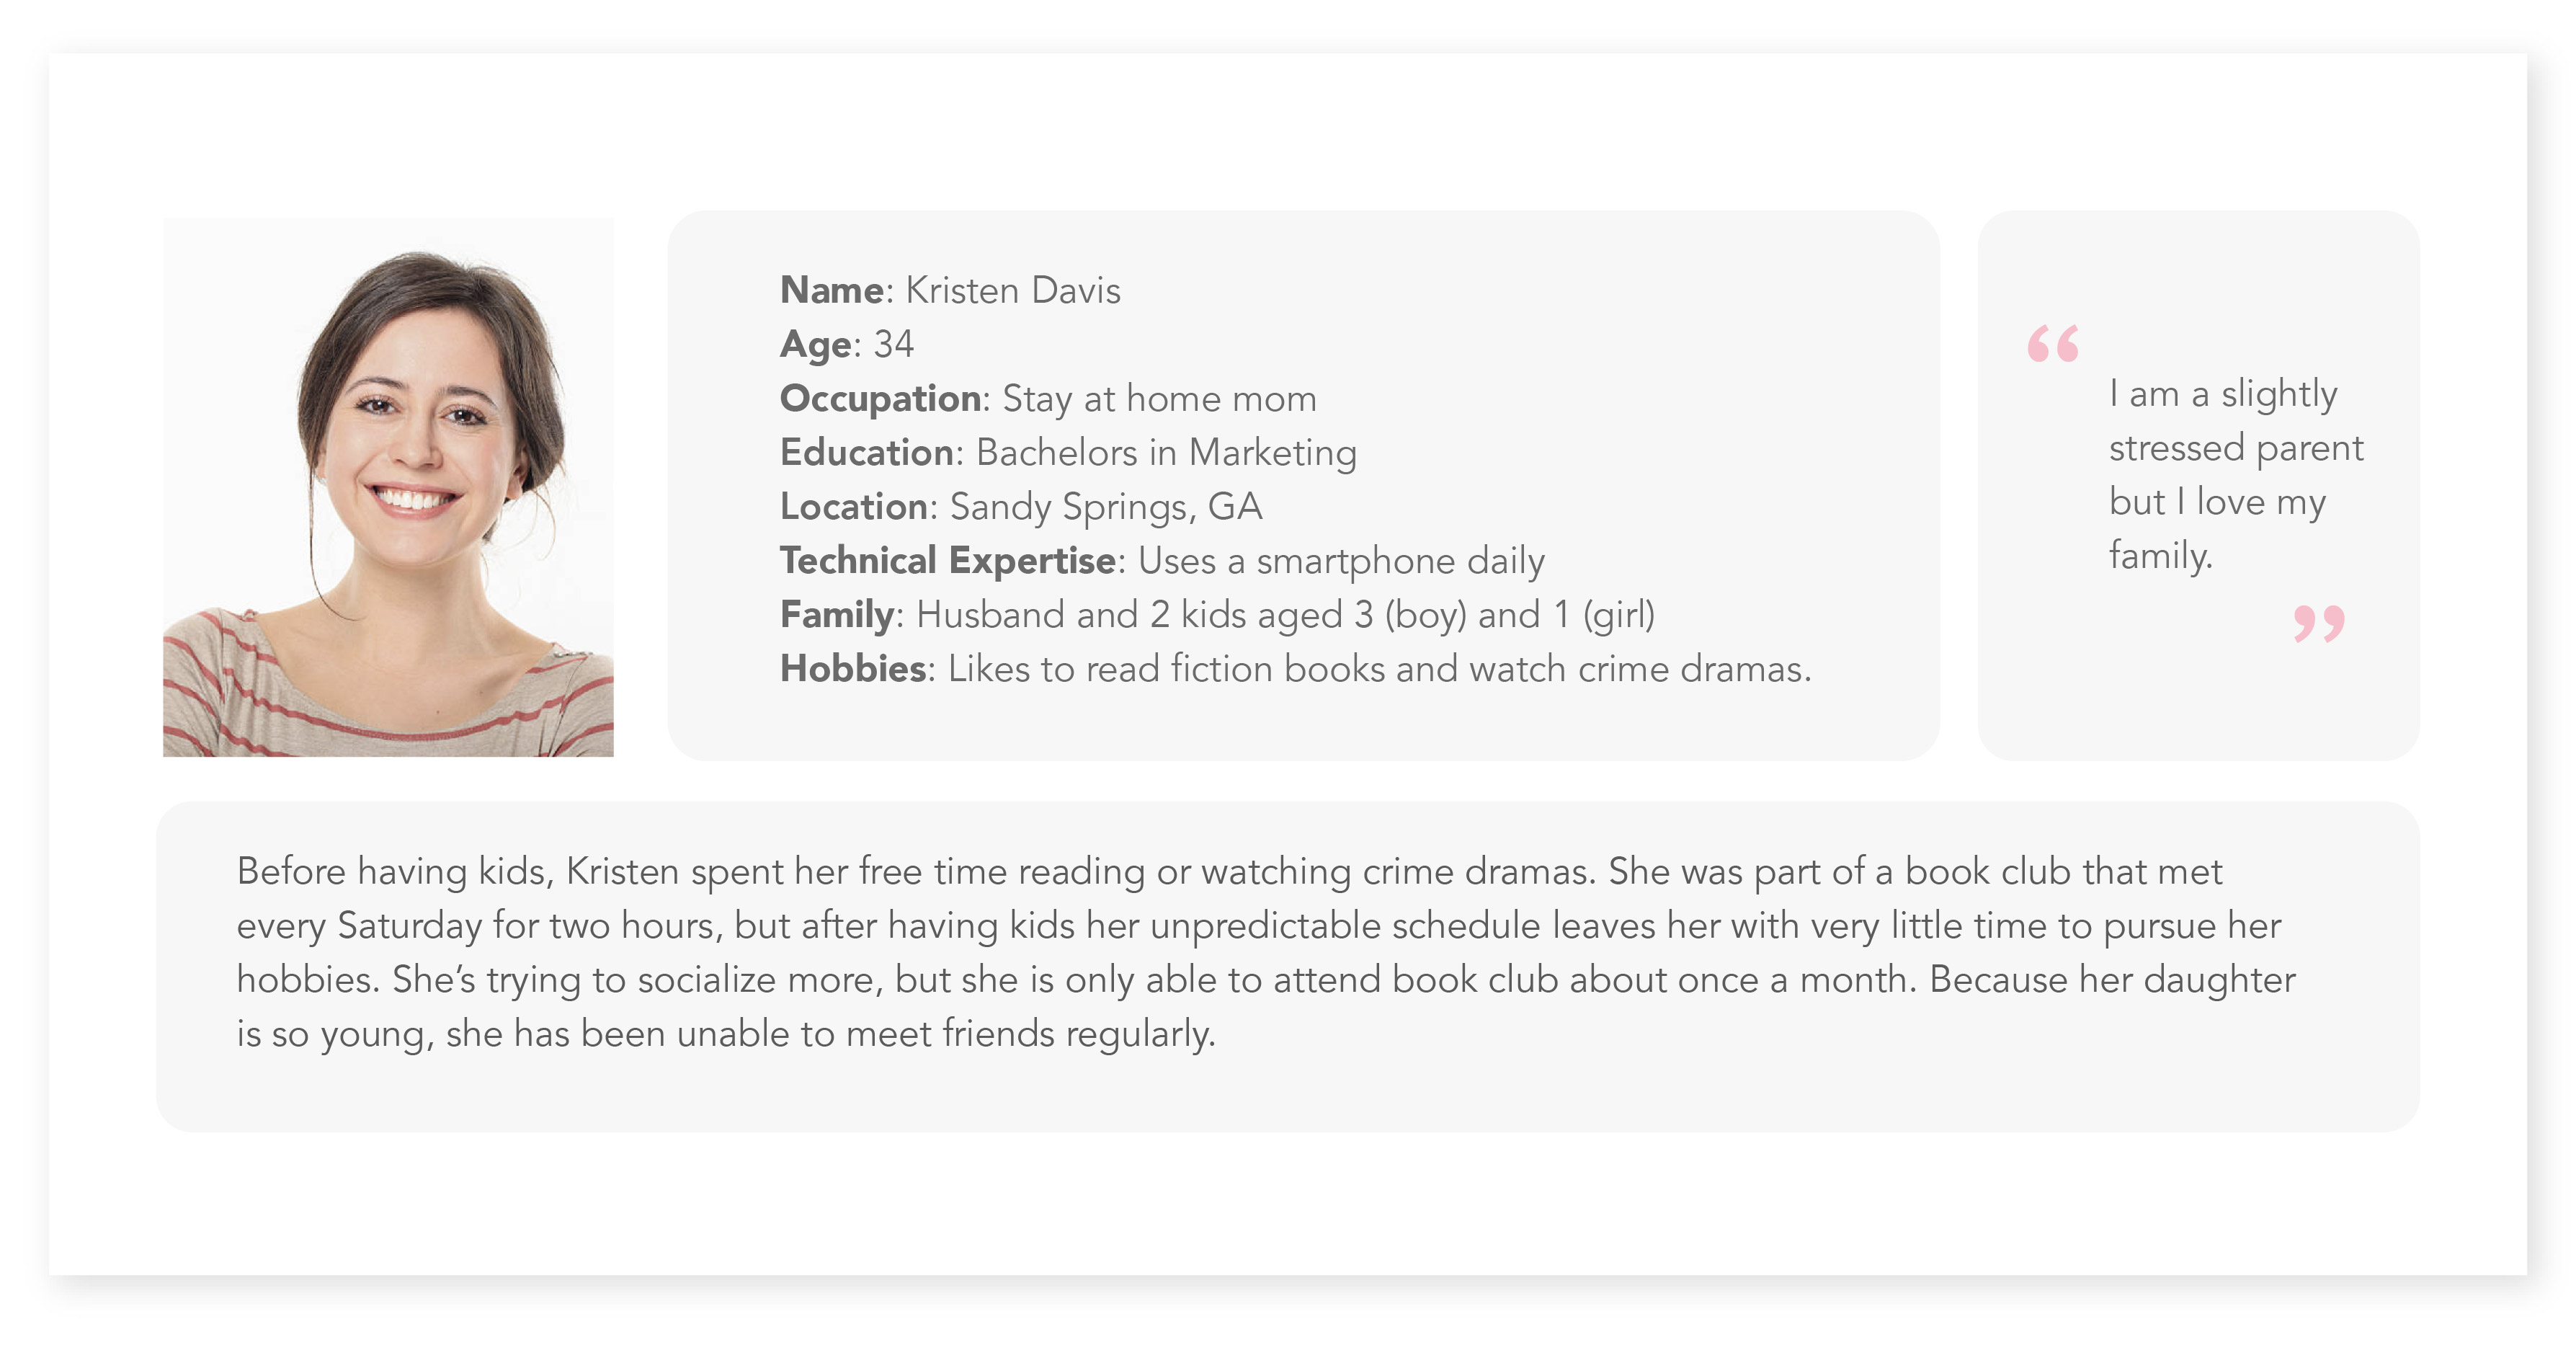 Name: Kristen Davis
Age: 34
Occupation: Stay at home mom
Education: Bachelors in Marketing
Location: Sandy Springs, GA
Technical Expertise: Uses a smartphone daily
Family: Husband and 2 kids aged 3 (boy) and 1 (girl)
Hobbies: Likes to read fiction books and watch crime dramas.
“
I am a slightly
stressed parent
but I love my
family.
”
Before having kids, Kristen spent her free time reading or watching crime dramas. She was part of a book club that met
every Saturday for two hours, but after having kids her unpredictable schedule leaves her with very little time to pursue her
hobbies. She’s trying to socialize more, but she is only able to attend book club about once a month. Because her daughter
is so young, she has been unable to meet friends regularly.